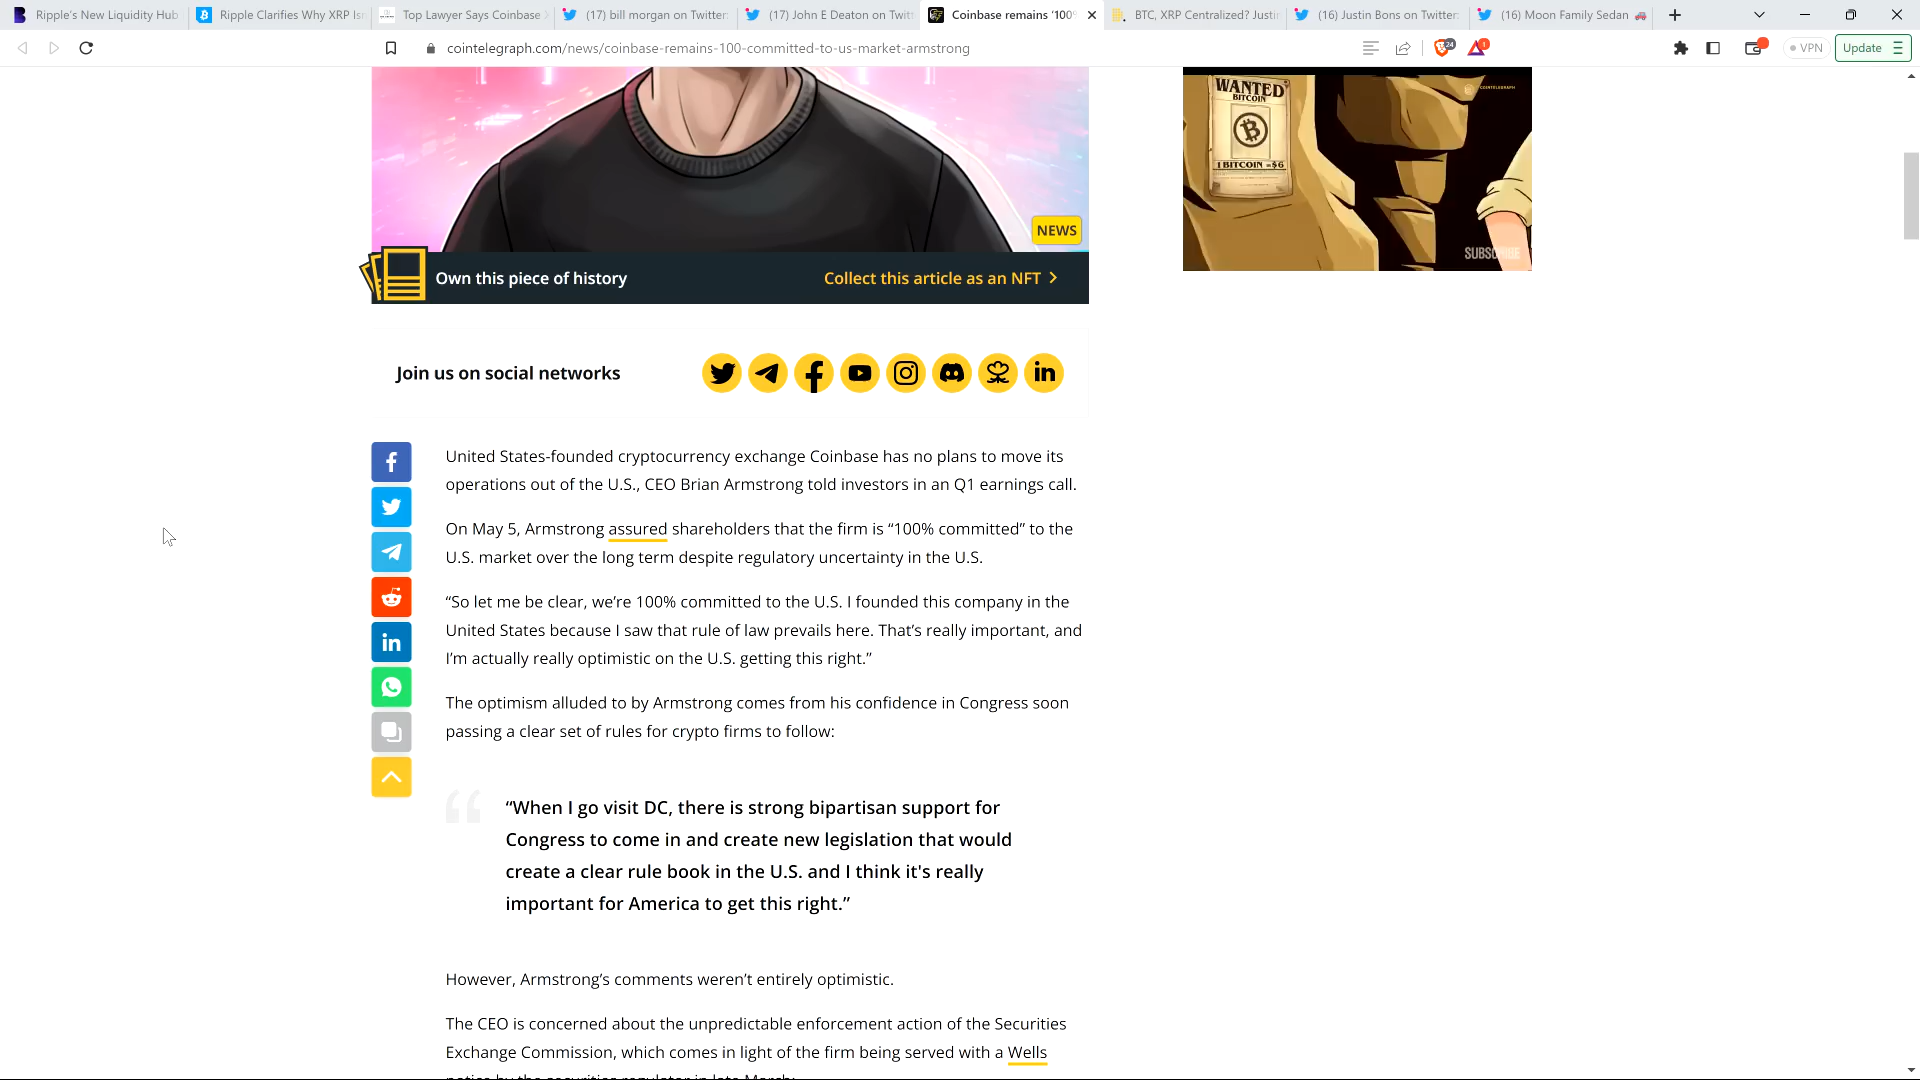 Ripple's New Liquidity Hub
Ripple Clarifies Why XRP Is
Top Lawyer Says Coinbase
(17) bill morgan on Twitter
(17) John E Deaton on Twit
Coinbase remains '100
BTC, XRP Centralized? Justi
(16) Justin Bons on Twitter:
(16) Moon Family Sedan
cointelegraph.com/news/coinbase-remains-100-committed-to-us-market-armstrong
24
1
VPN
Update
WANTED
BITCOIN
1 BITCOIN = $6
COINTELEGRAPH
SUBSCRIBE
NEWS
Own this piece of history
Collect this article as an NFT
Join us on social networks
United States-founded cryptocurrency exchange Coinbase has no plans to move its
operations out of the U.S., CEO Brian Armstrong told investors in an Q1 earnings call.
On May 5, Armstrong assured shareholders that the firm is “100% committed” to the
U.S. market over the long term despite regulatory uncertainty in the U.S.
“So let me be clear, we’re 100% committed to the U.S. I founded this company in the
United States because I saw that rule of law prevails here. That’s really important, and
I’m actually really optimistic on the U.S. getting this right.”
The optimism alluded to by Armstrong comes from his confidence in Congress soon
passing a clear set of rules for crypto firms to follow:
“When I go visit DC, there is strong bipartisan support for
Congress to come in and create new legislation that would
create a clear rule book in the U.S. and I think it's really
important for America to get this right.”
However, Armstrong’s comments weren’t entirely optimistic.
The CEO is concerned about the unpredictable enforcement action of the Securities
Exchange Commission, which comes in light of the firm being served with a Wells
notice by the securities regulator in late March: